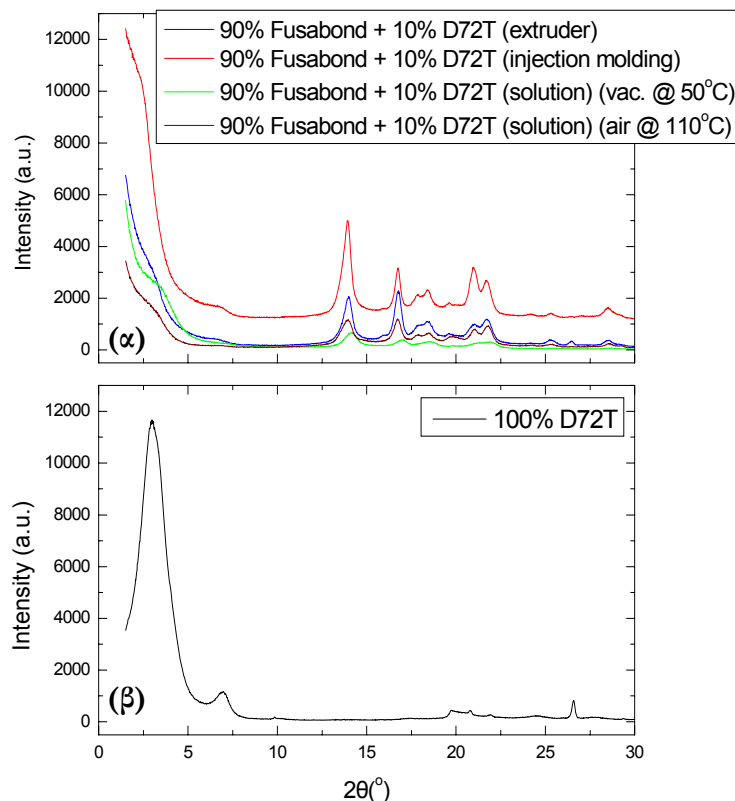 90% Fusabond + 10% D72T (extruder)
90% Fusabond + 10% D72T (injection molding)
90% Fusabond + 10% D72T (solution) (vac. @ 50°C)
90% Fusabond + 10% D72T (solution) (air @ 110°C)
Intensity (a.u.)
12000
10000
8000
6000
4000
2000
0
(α)
100% D72T
Intensity (a.u.)
12000
10000
8000
6000
4000
2000
0
(β)
0 5 10 15 20 25 30
2θ(°)